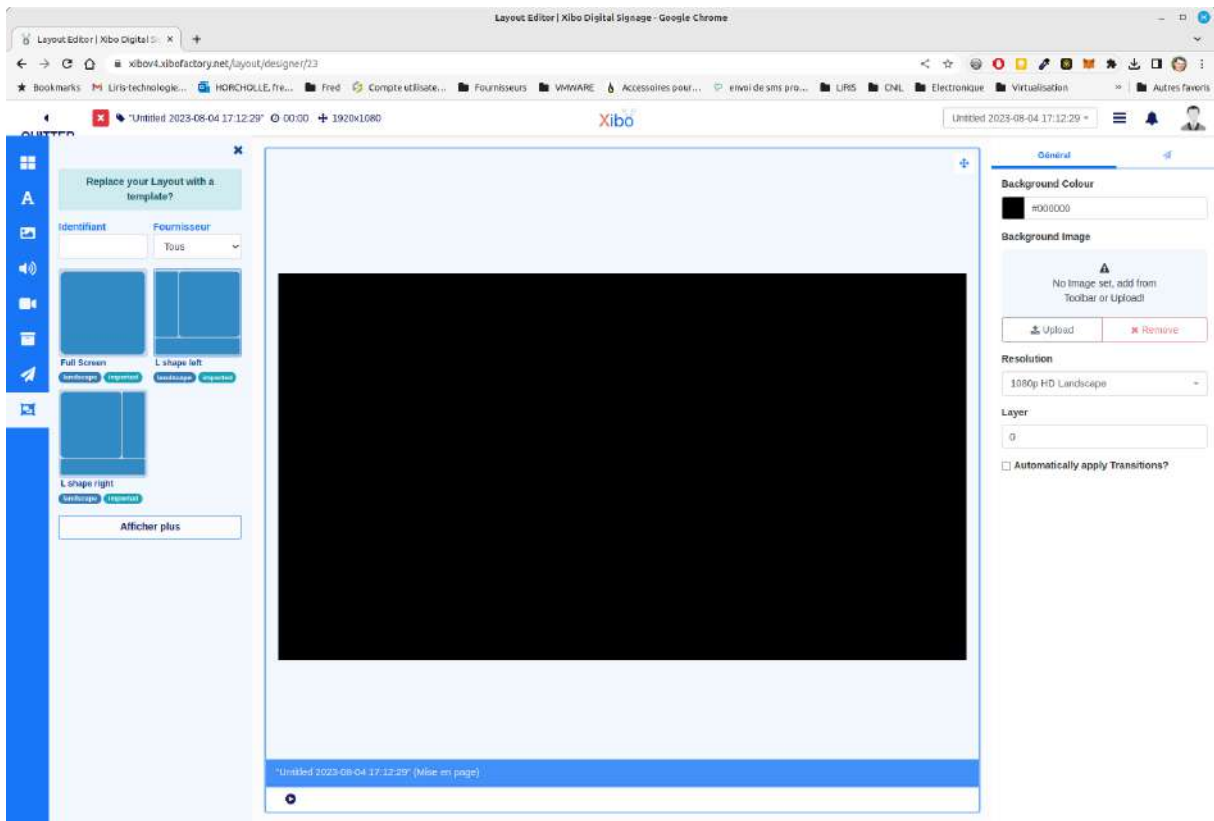 Layout Editor | Xibo Digital Signage - Google Chrome
Layout Editor | Xibo Digital Si
xibov4.xibofactory.net/layout/designer/23
Bookmarks Liris-technologie... HORCHOLLE, fre... Fred Compte utilisate... Fournisseurs VMWARE Accessoires pour... envoi de sms pro... LIRIS CNIL Electronique Virtualisation » Autres favoris
QUITTER
"Untitled 2023-08-04 17:12:29" 00:00 1920x1080
Xibo
Untitled 2023-08-04 17:12:29
Replace your Layout with a
template?
Identifiant Fournisseur
Tous
Full Screen L shape left
landscape imported landscape imported
L shape right
landscape imported
Afficher plus
"Untitled 2023-08-04 17:12:29" (Mise en page)
Général
Background Colour
#000000
Background Image
No Image set, add from
Toolbar or Upload!
Upload Remove
Resolution
1080p HD Landscape
Layer
0
Automatically apply Transitions?